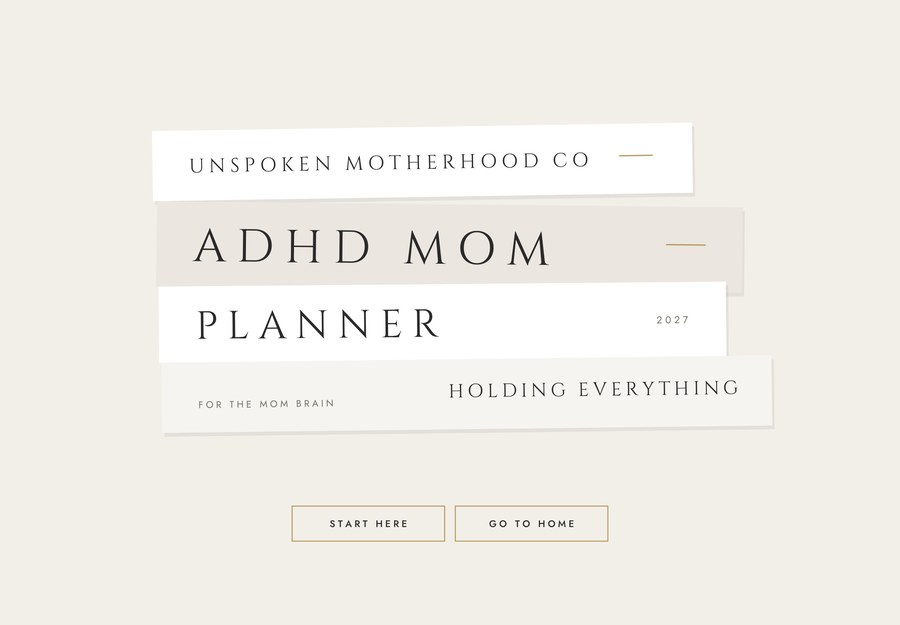 UNSPOKEN MOTHERHOOD CO
ADHD MOM
PLANNER
2027
FOR THE MOM BRAIN
HOLDING EVERYTHING
START HERE
GO TO HOME